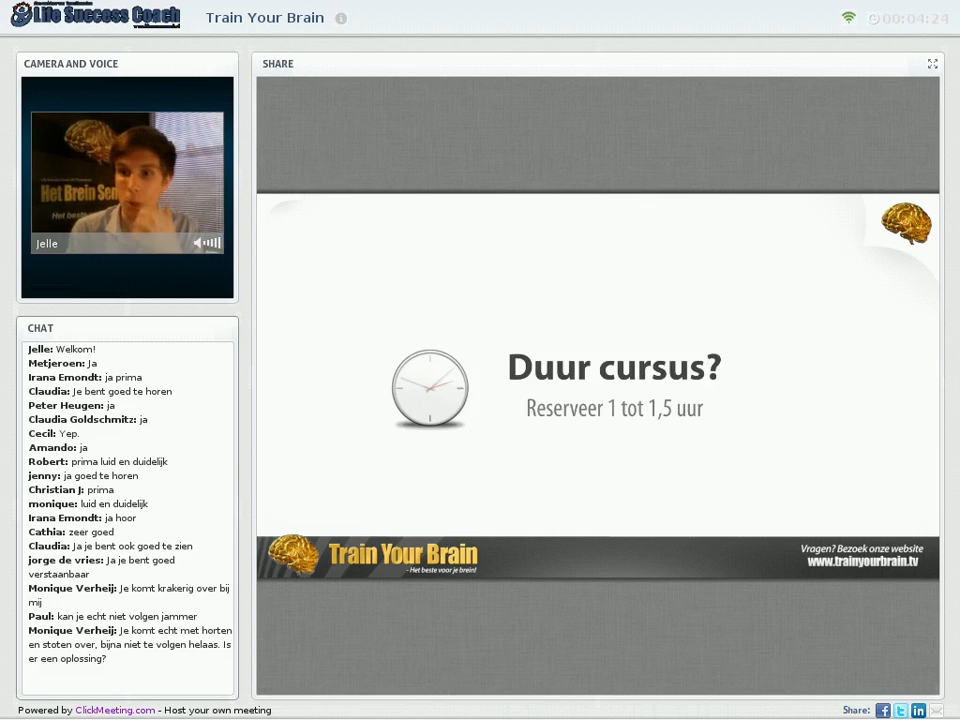 Life Success Coach
Train Your Brain
00:04:24
CAMERA AND VOICE
SHARE
Het Brein Sem
Het beste
Jelle
CHAT
Jelle: Welkom!
Metjeroen: Ja
Irana Emondt: ja prima
Claudia: Je bent goed te horen
Peter Heugen: ja
Claudia Goldschmitz: ja
Cecil: Yep.
Amando: ja
Robert: prima luid en duidelijk
jenny: ja goed te horen
Christian J: prima
monique: luid en duidelijk
Irana Emondt: ja hoor
Cathia: zeer goed
Claudia: Ja je bent ook goed te zien
jorge de vries: Ja je bent goed
verstaanbaar
Monique Verheij: Je komt krakerig over bij
mij
Paul: kan je echt niet volgen jammer
Monique Verheij: Je komt echt met horten
en stoten over, bijna niet te volgen helaas. Is
er een oplossing?
Duur cursus?
Reserveer 1 tot 1,5 uur
Train Your Brain
- Het beste voor je brein!
Vragen? Bezoek onze website
www.trainyourbrain.tv
Powered by ClickMeeting.com - Host your own meeting
Share: